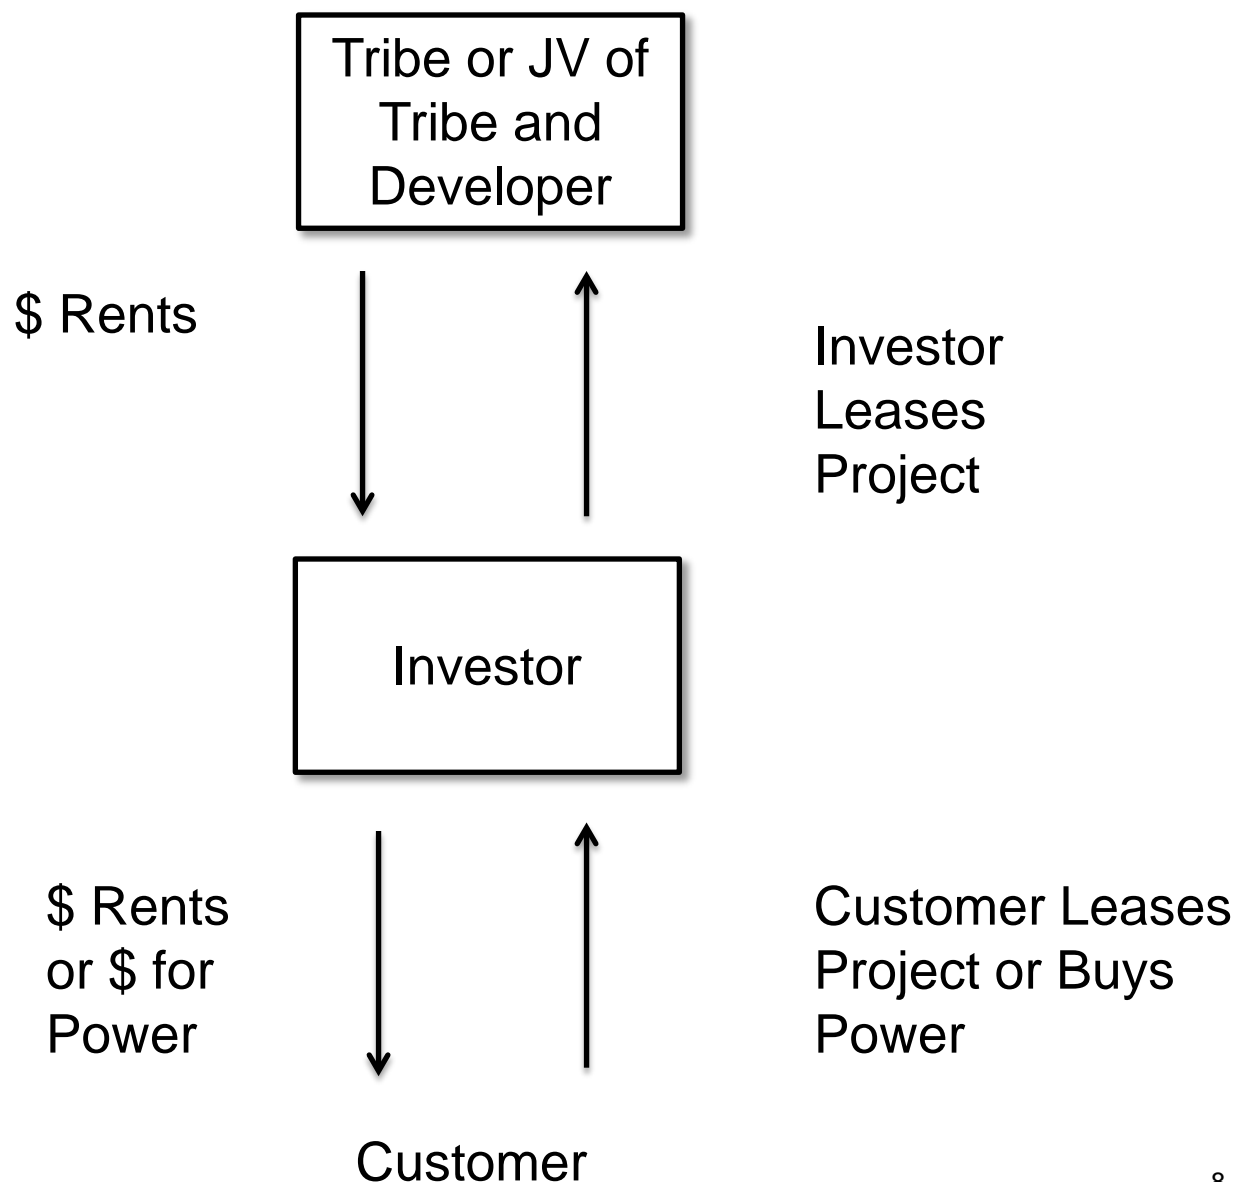 Tribe or JV of
Tribe and
Developer
$ Rents
Investor
Leases
Project
Investor
$ Rents
or $ for
Power
Customer Leases
Project or Buys
Power
Customer
8